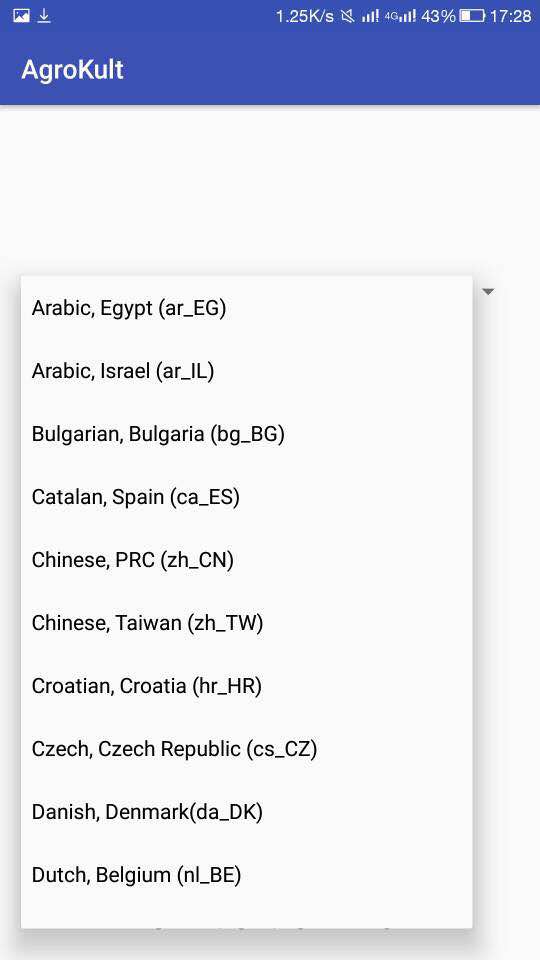 1.25K/s 4G 43% 17:28
AgroKult
Arabic, Egypt (ar_EG)
Arabic, Israel (ar_IL)
Bulgarian, Bulgaria (bg_BG)
Catalan, Spain (ca_ES)
Chinese, PRC (zh_CN)
Chinese, Taiwan (zh_TW)
Croatian, Croatia (hr_HR)
Czech, Czech Republic (cs_CZ)
Danish, Denmark(da_DK)
Dutch, Belgium (nl_BE)